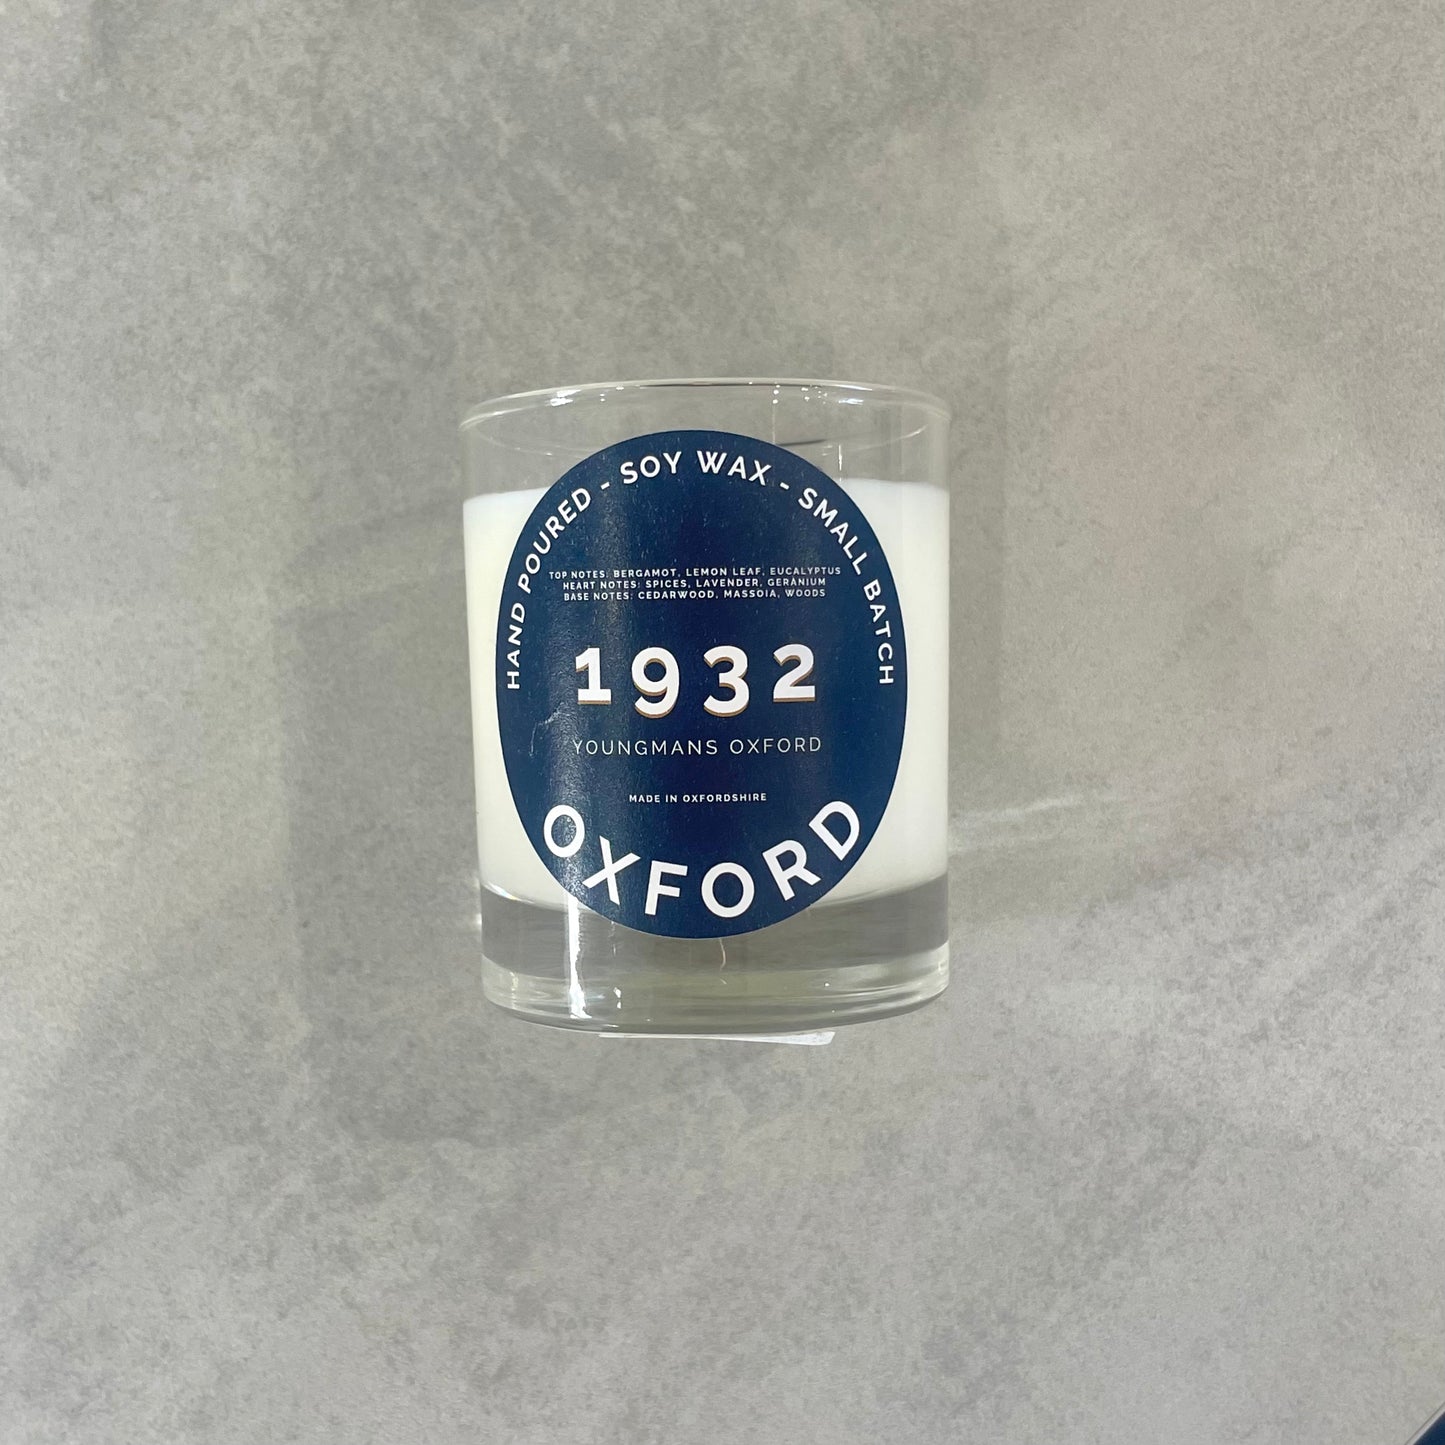 HAND POURED - SOY WAX - SMALL BATCH
TOP NOTES: BERGAMOT, LEMON LEAF, EUCALYPTUS
HEART NOTES: SPICES, LAVENDER, GERANIUM
BASE NOTES: CEDARWOOD, MASSOIA, WOODS
1932
YOUNGMANS OXFORD
MADE IN OXFORDSHIRE
OXFORD